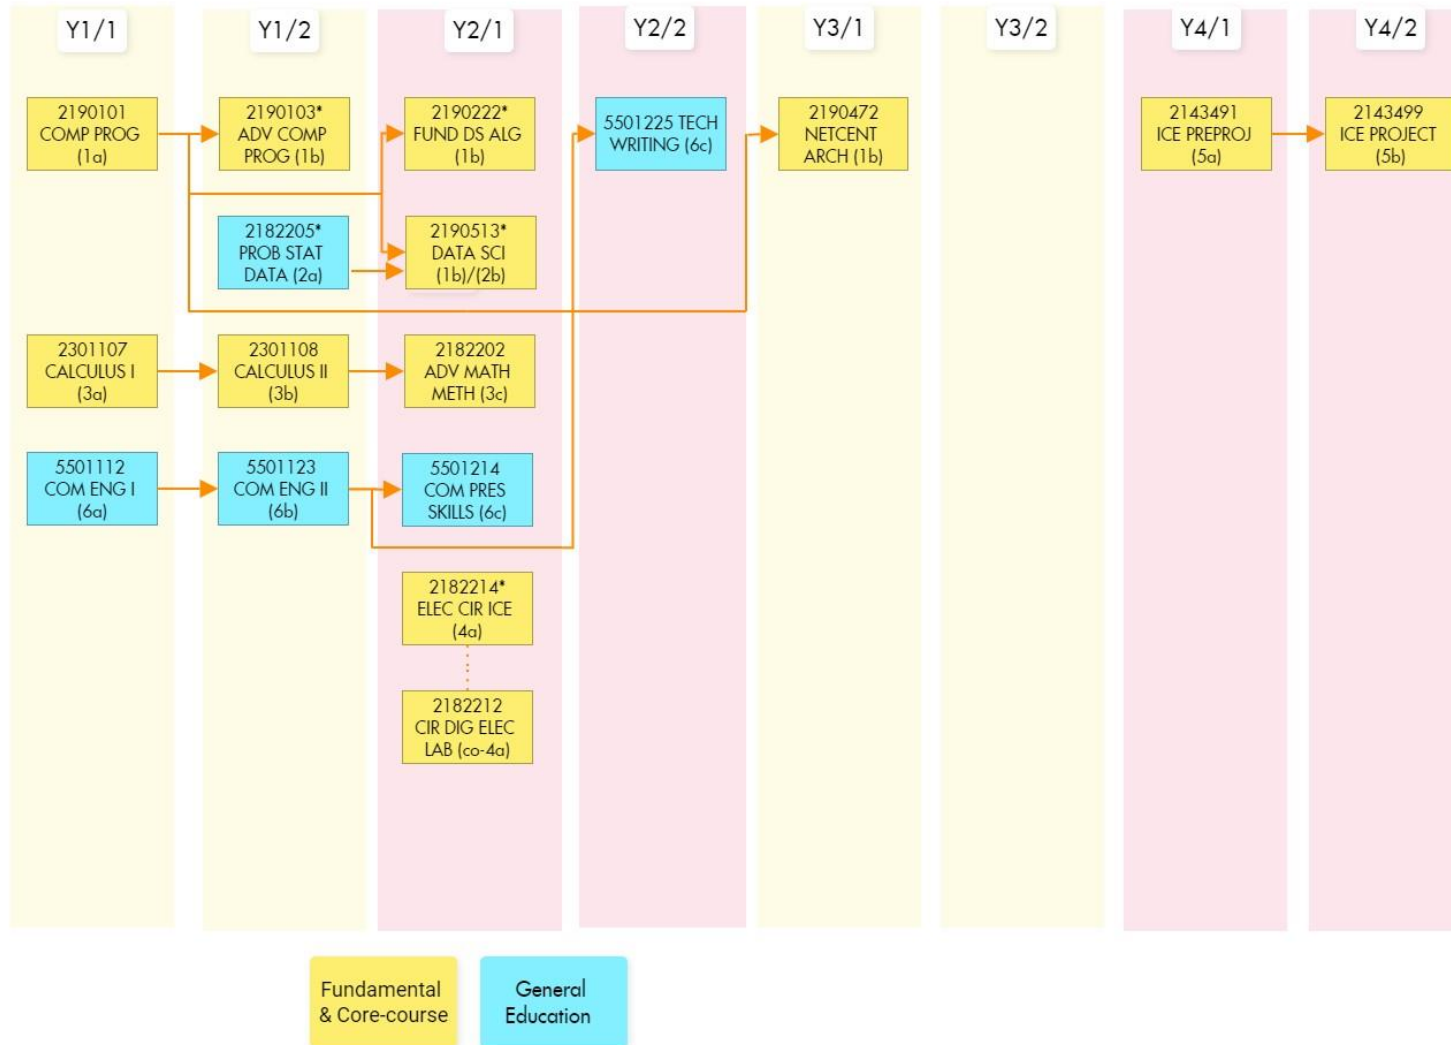 Y1/1
Y1/2
Y2/1
Y2/2
Y3/1
Y3/2
Y4/1
Y4/2
2190101
COMP PROG
(1a)
2190103*
ADV COMP
PROG (1b)
2190222*
FUND DS ALG
(1b)
5501225 TECH
WRITING (6c)
2190472
NETCENT
ARCH (1b)
2143491
ICE PREPROJ
(5a)
2143499
ICE PROJECT
(5b)
2182205*
PROB STAT
DATA (2a)
2190513*
DATA SCI
(1b)/(2b)
2301107
CALCULUS I
(3a)
2301108
CALCULUS II
(3b)
2182202
ADV MATH
METH (3c)
5501112
COM ENG I
(6a)
5501123
COM ENG II
(6b)
5501214
COM PRES
SKILLS (6c)
2182214*
ELEC CIR ICE
(4a)
2182212
CIR DIG ELEC
LAB (co-4a)
Fundamental
& Core-course
General
Education